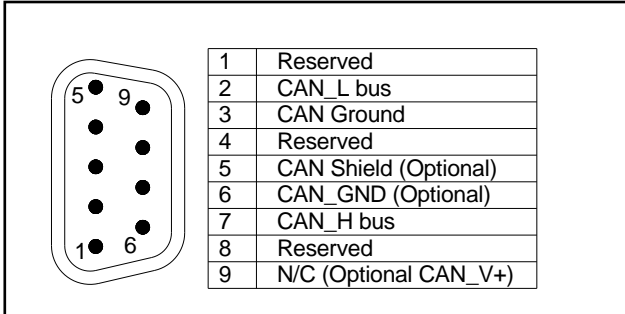 5 9
1 6
1 Reserved
2 CAN_L bus
3 CAN Ground
4 Reserved
5 CAN Shield (Optional)
6 CAN_GND (Optional)
7 CAN_H bus
8 Reserved
9 N/C (Optional CAN_V+)